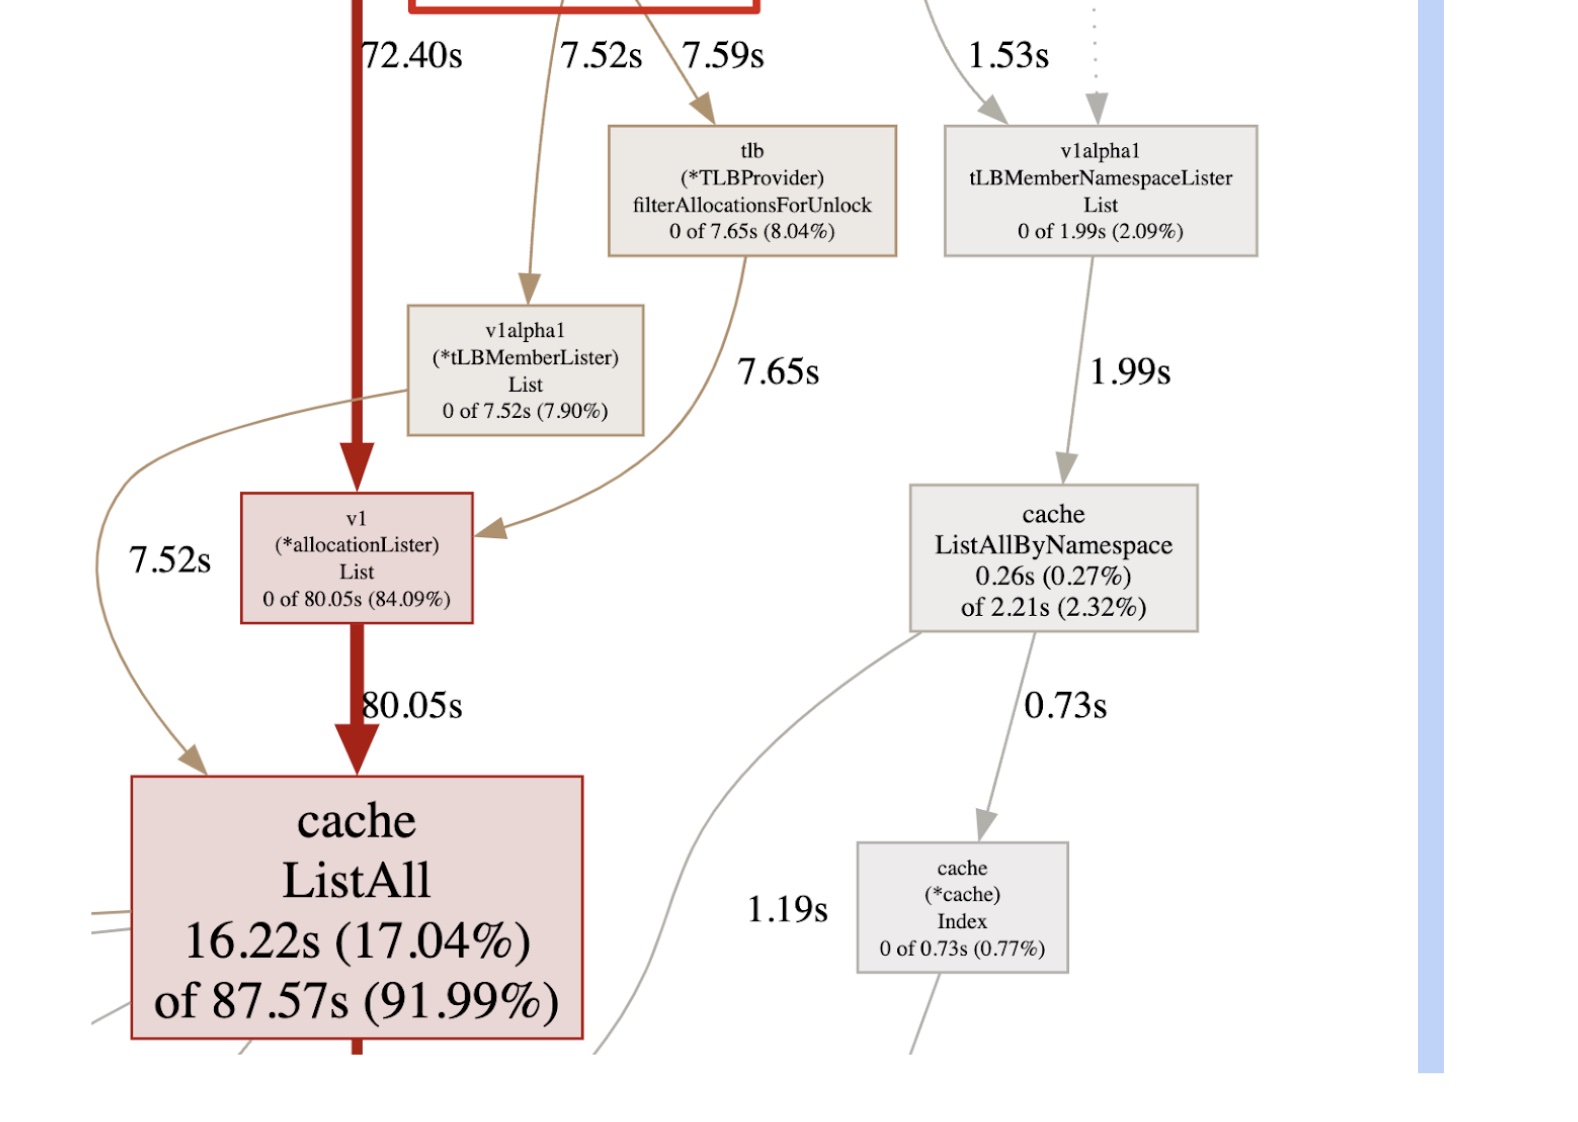 72.40s
7.52s
7.59s
1.53s
tlb
(*TLBProvider)
filterAllocationsForUnlock
0 of 7.65s (8.04%)
v1alpha1
tLBMemberNamespaceLister
List
0 of 1.99s (2.09%)
v1alpha1
(*tLBMemberLister)
List
0 of 7.52s (7.90%)
7.65s
1.99s
v1
(*allocationLister)
List
0 of 80.05s (84.09%)
7.52s
cache
ListAllByNamespace
0.26s (0.27%)
of 2.21s (2.32%)
80.05s
0.73s
cache
ListAll
16.22s (17.04%)
of 87.57s (91.99%)
1.19s
cache
(*cache)
Index
0 of 0.73s (0.77%)